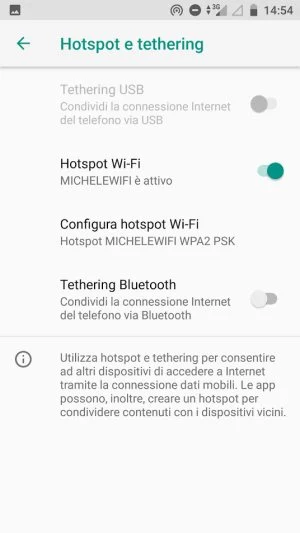 3G 14:54
Hotspot e tethering
Tethering USB
Condividi la connessione Internet
del telefono via USB
Hotspot Wi-Fi
MICHELEWIFI è attivo
Configura hotspot Wi-Fi
Hotspot MICHELEWIFI WPA2 PSK
Tethering Bluetooth
Condividi la connessione Internet
del telefono via Bluetooth
Utilizza hotspot e tethering per consentire
ad altri dispositivi di accedere a Internet
tramite la connessione dati mobili. Le app
possono, inoltre, creare un hotspot per
condividere contenuti con i dispositivi vicini.